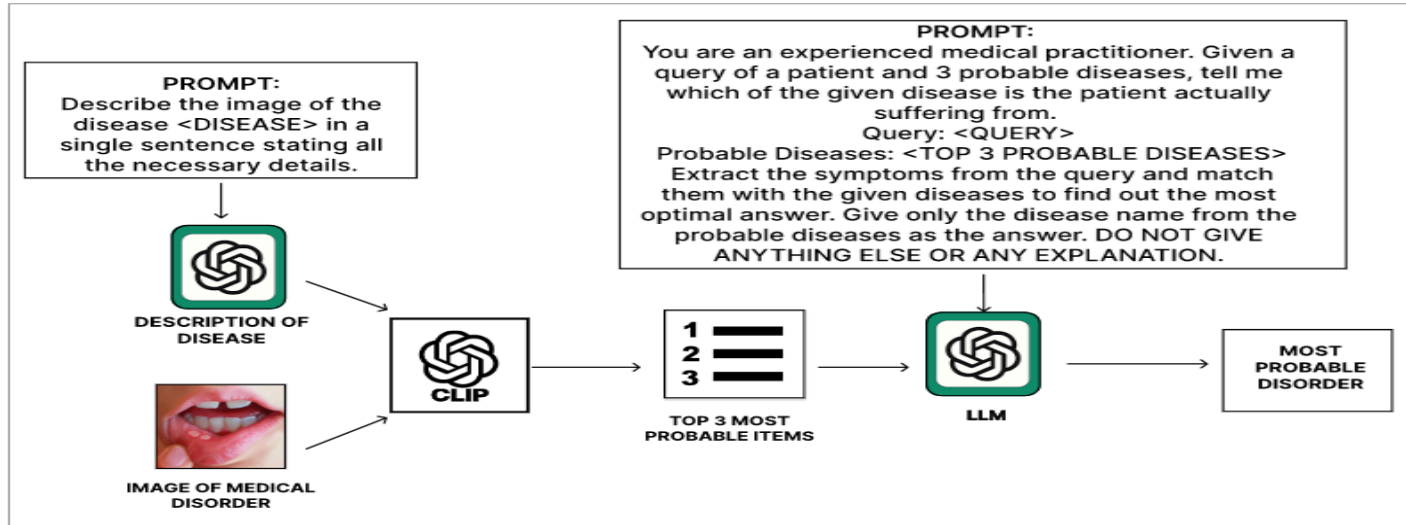 PROMPT:
Describe the image of the
disease <DISEASE> in a
single sentence stating all
the necessary details.
DESCRIPTION OF
DISEASE
IMAGE OF MEDICAL
DISORDER
CLIP
1
2
3
TOP 3 MOST
PROBABLE ITEMS
PROMPT:
You are an experienced medical practitioner. Given a
query of a patient and 3 probable diseases, tell me
which of the given disease is the patient actually
suffering from.
Query: <QUERY>
Probable Diseases: <TOP 3 PROBABLE DISEASES>
Extract the symptoms from the query and match
them with the given diseases to find out the most
optimal answer. Give only the disease name from the
probable diseases as the answer. DO NOT GIVE
ANYTHING ELSE OR ANY EXPLANATION.
LLM
MOST
PROBABLE
DISORDER